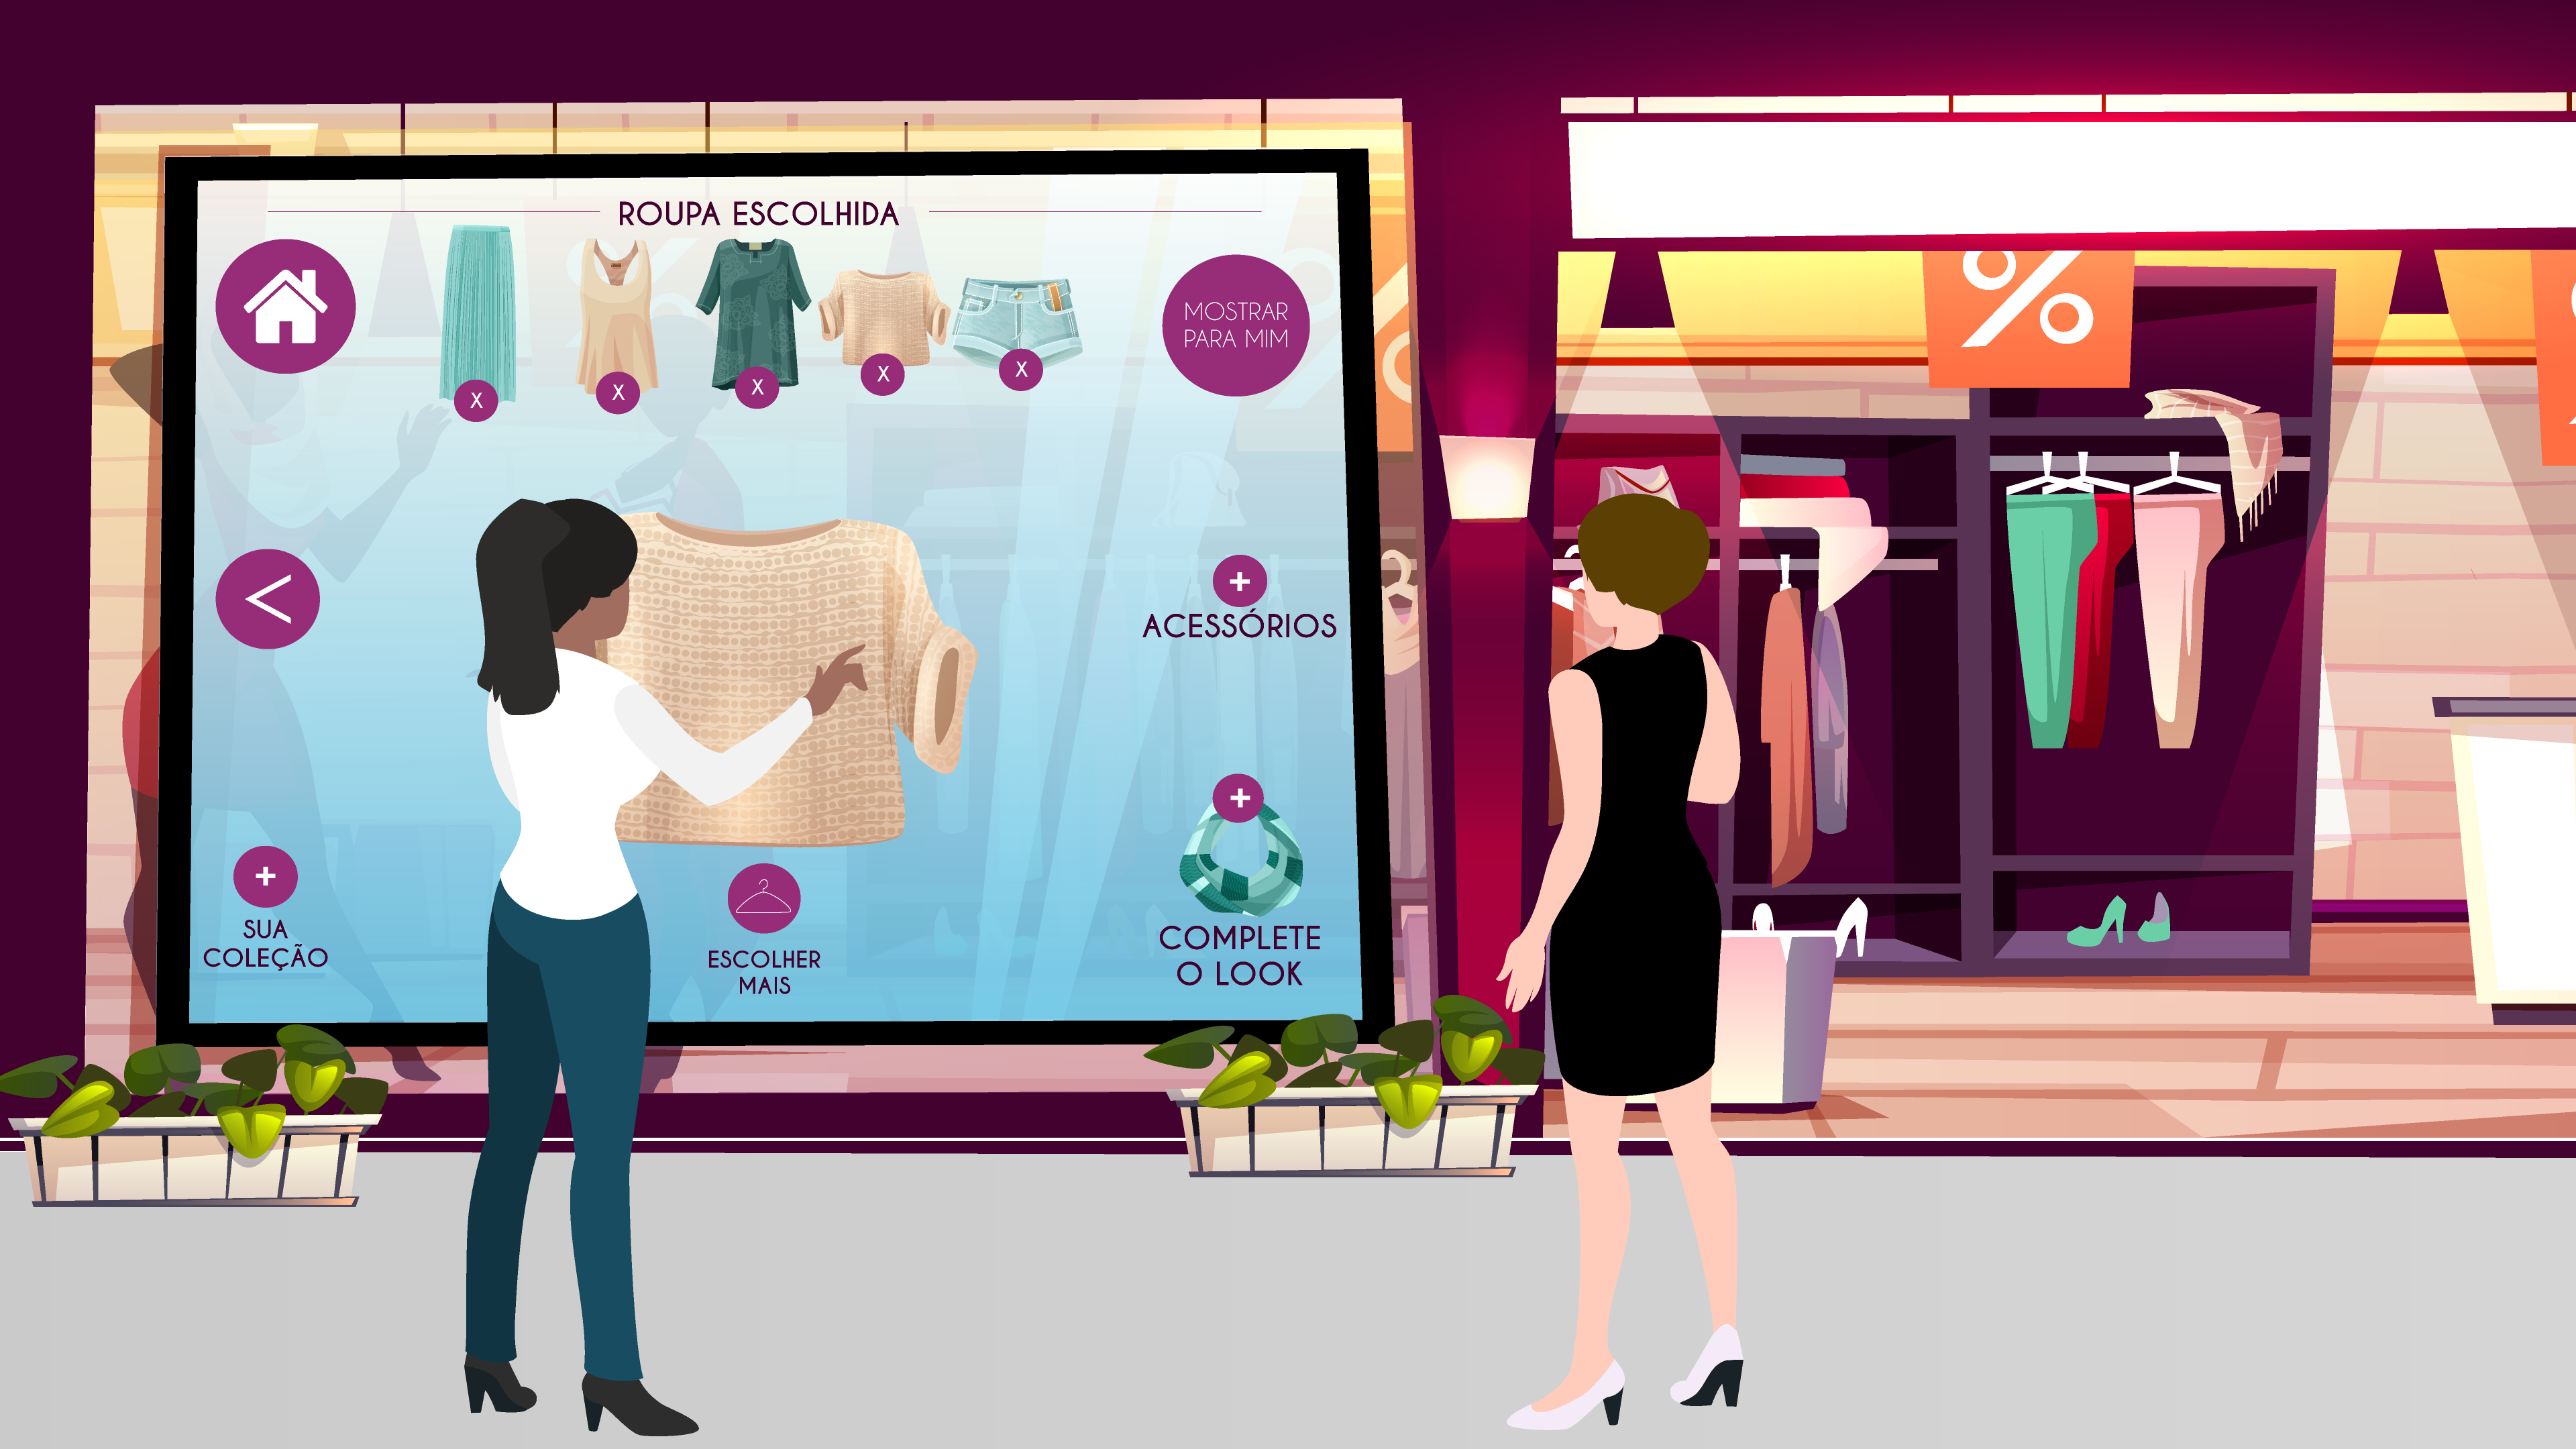 ROUPA ESCOLHIDA
MOSTRAR
PARA MIM
X
X
X
X
X
<
+
ACESSÓRIOS
+
SUA
COLEÇÃO
ESCOLHER
MAIS
+
COMPLETE
O LOOK
%